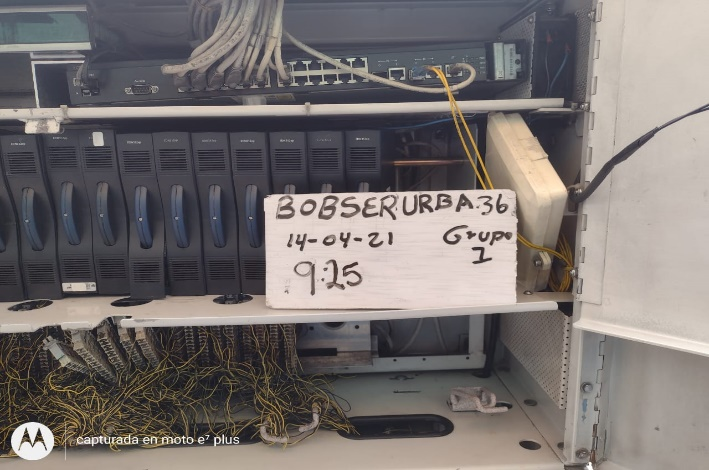 BOBSERURBA.36
14-04-21 Grupo
1
9:25
capturada en moto e⁷ plus